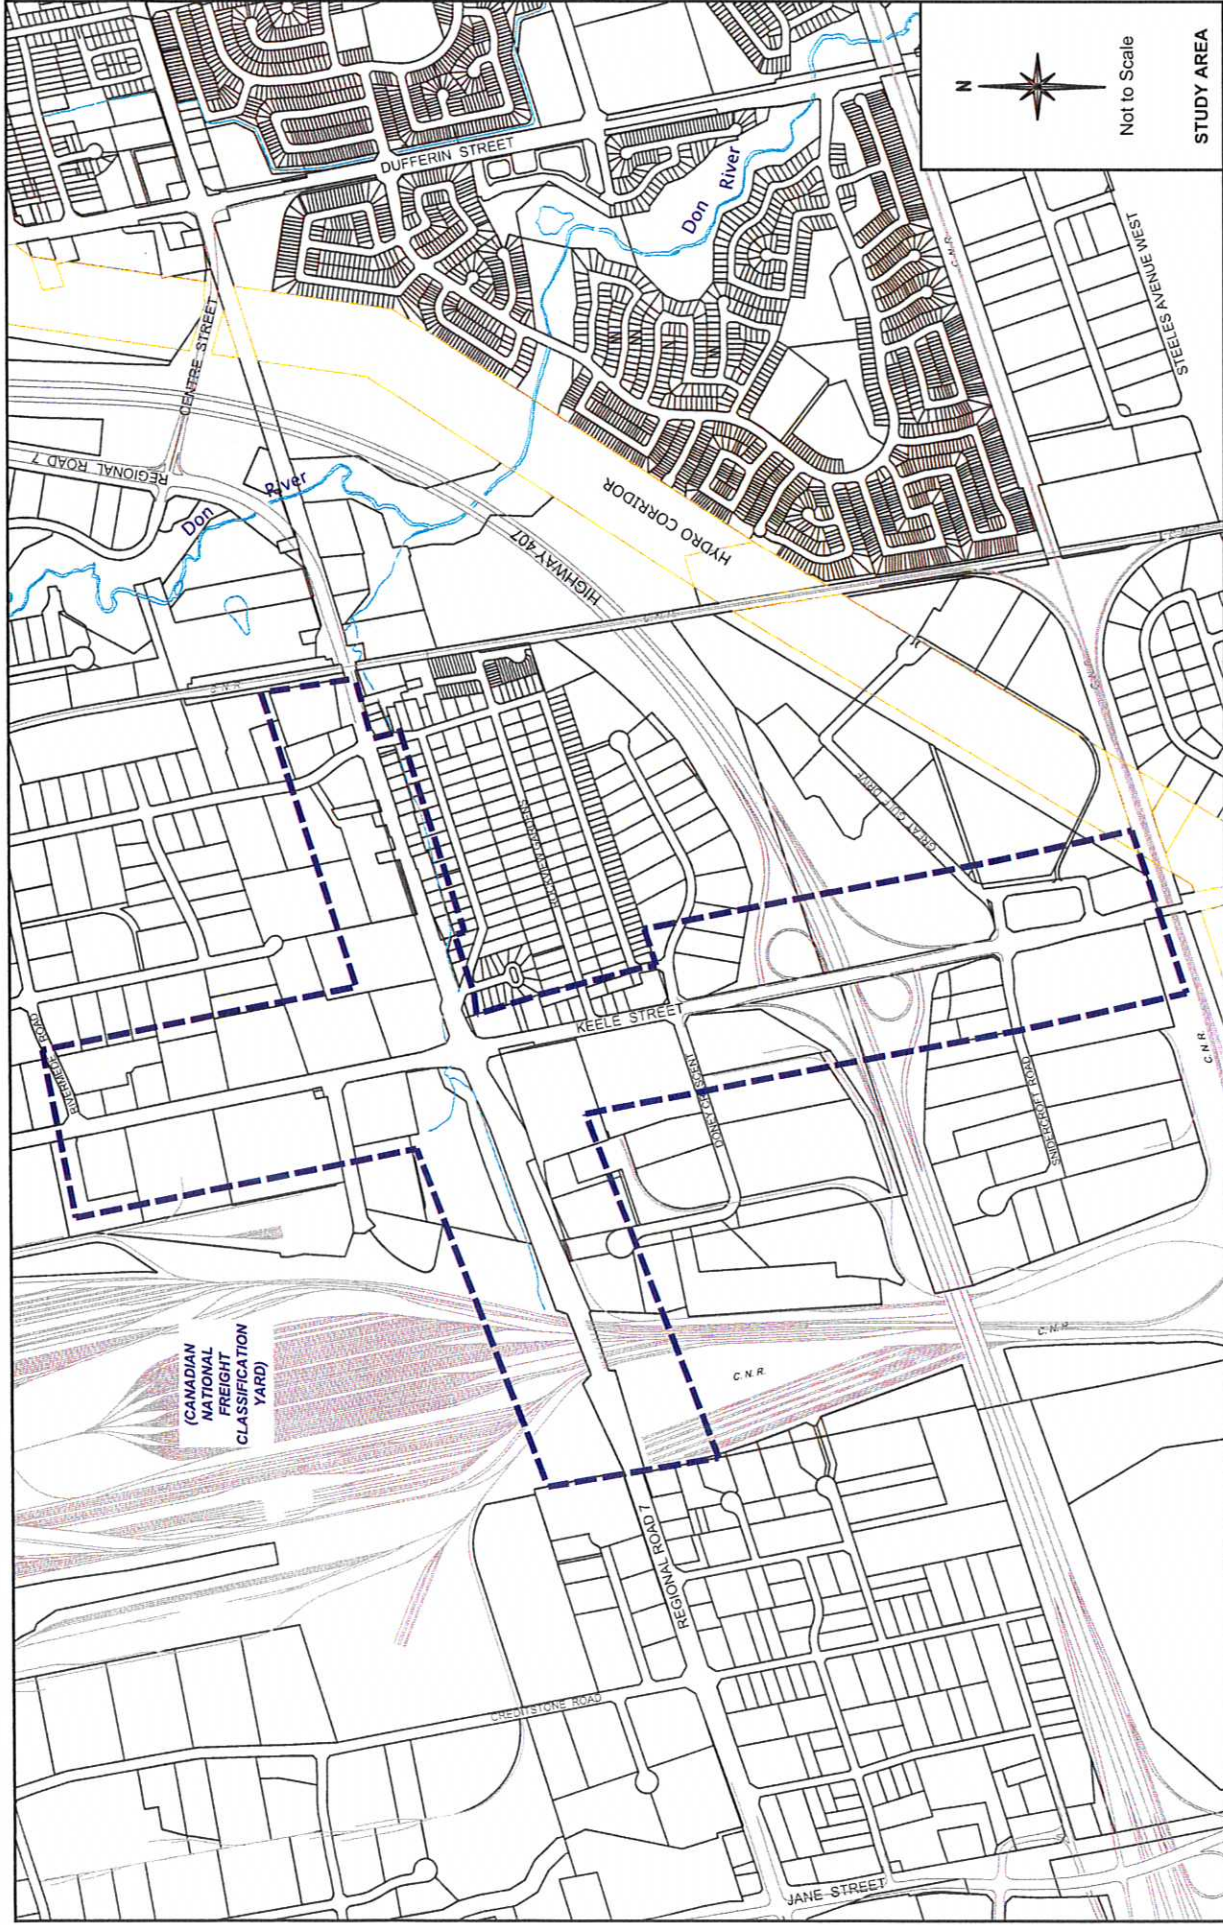 DUFFERIN STREET
CENTRE STREET
REGIONAL ROAD 7
Don River
Don River
HIGHWAY 407
HYDRO CORRIDOR
N
Not to Scale
STUDY AREA
STEELES AVENUE WEST
C. N. R.
C. N. R.
C. N. R.
C. N. R.
C. N. R.
C. N. R.
RIVERMEDE ROAD
KEELE STREET
SNIDERCROFT ROAD
(CANADIAN
NATIONAL
FREIGHT
CLASSIFICATION
YARD)
REGIONAL ROAD 7
CREDITSTONE ROAD
JANE STREET